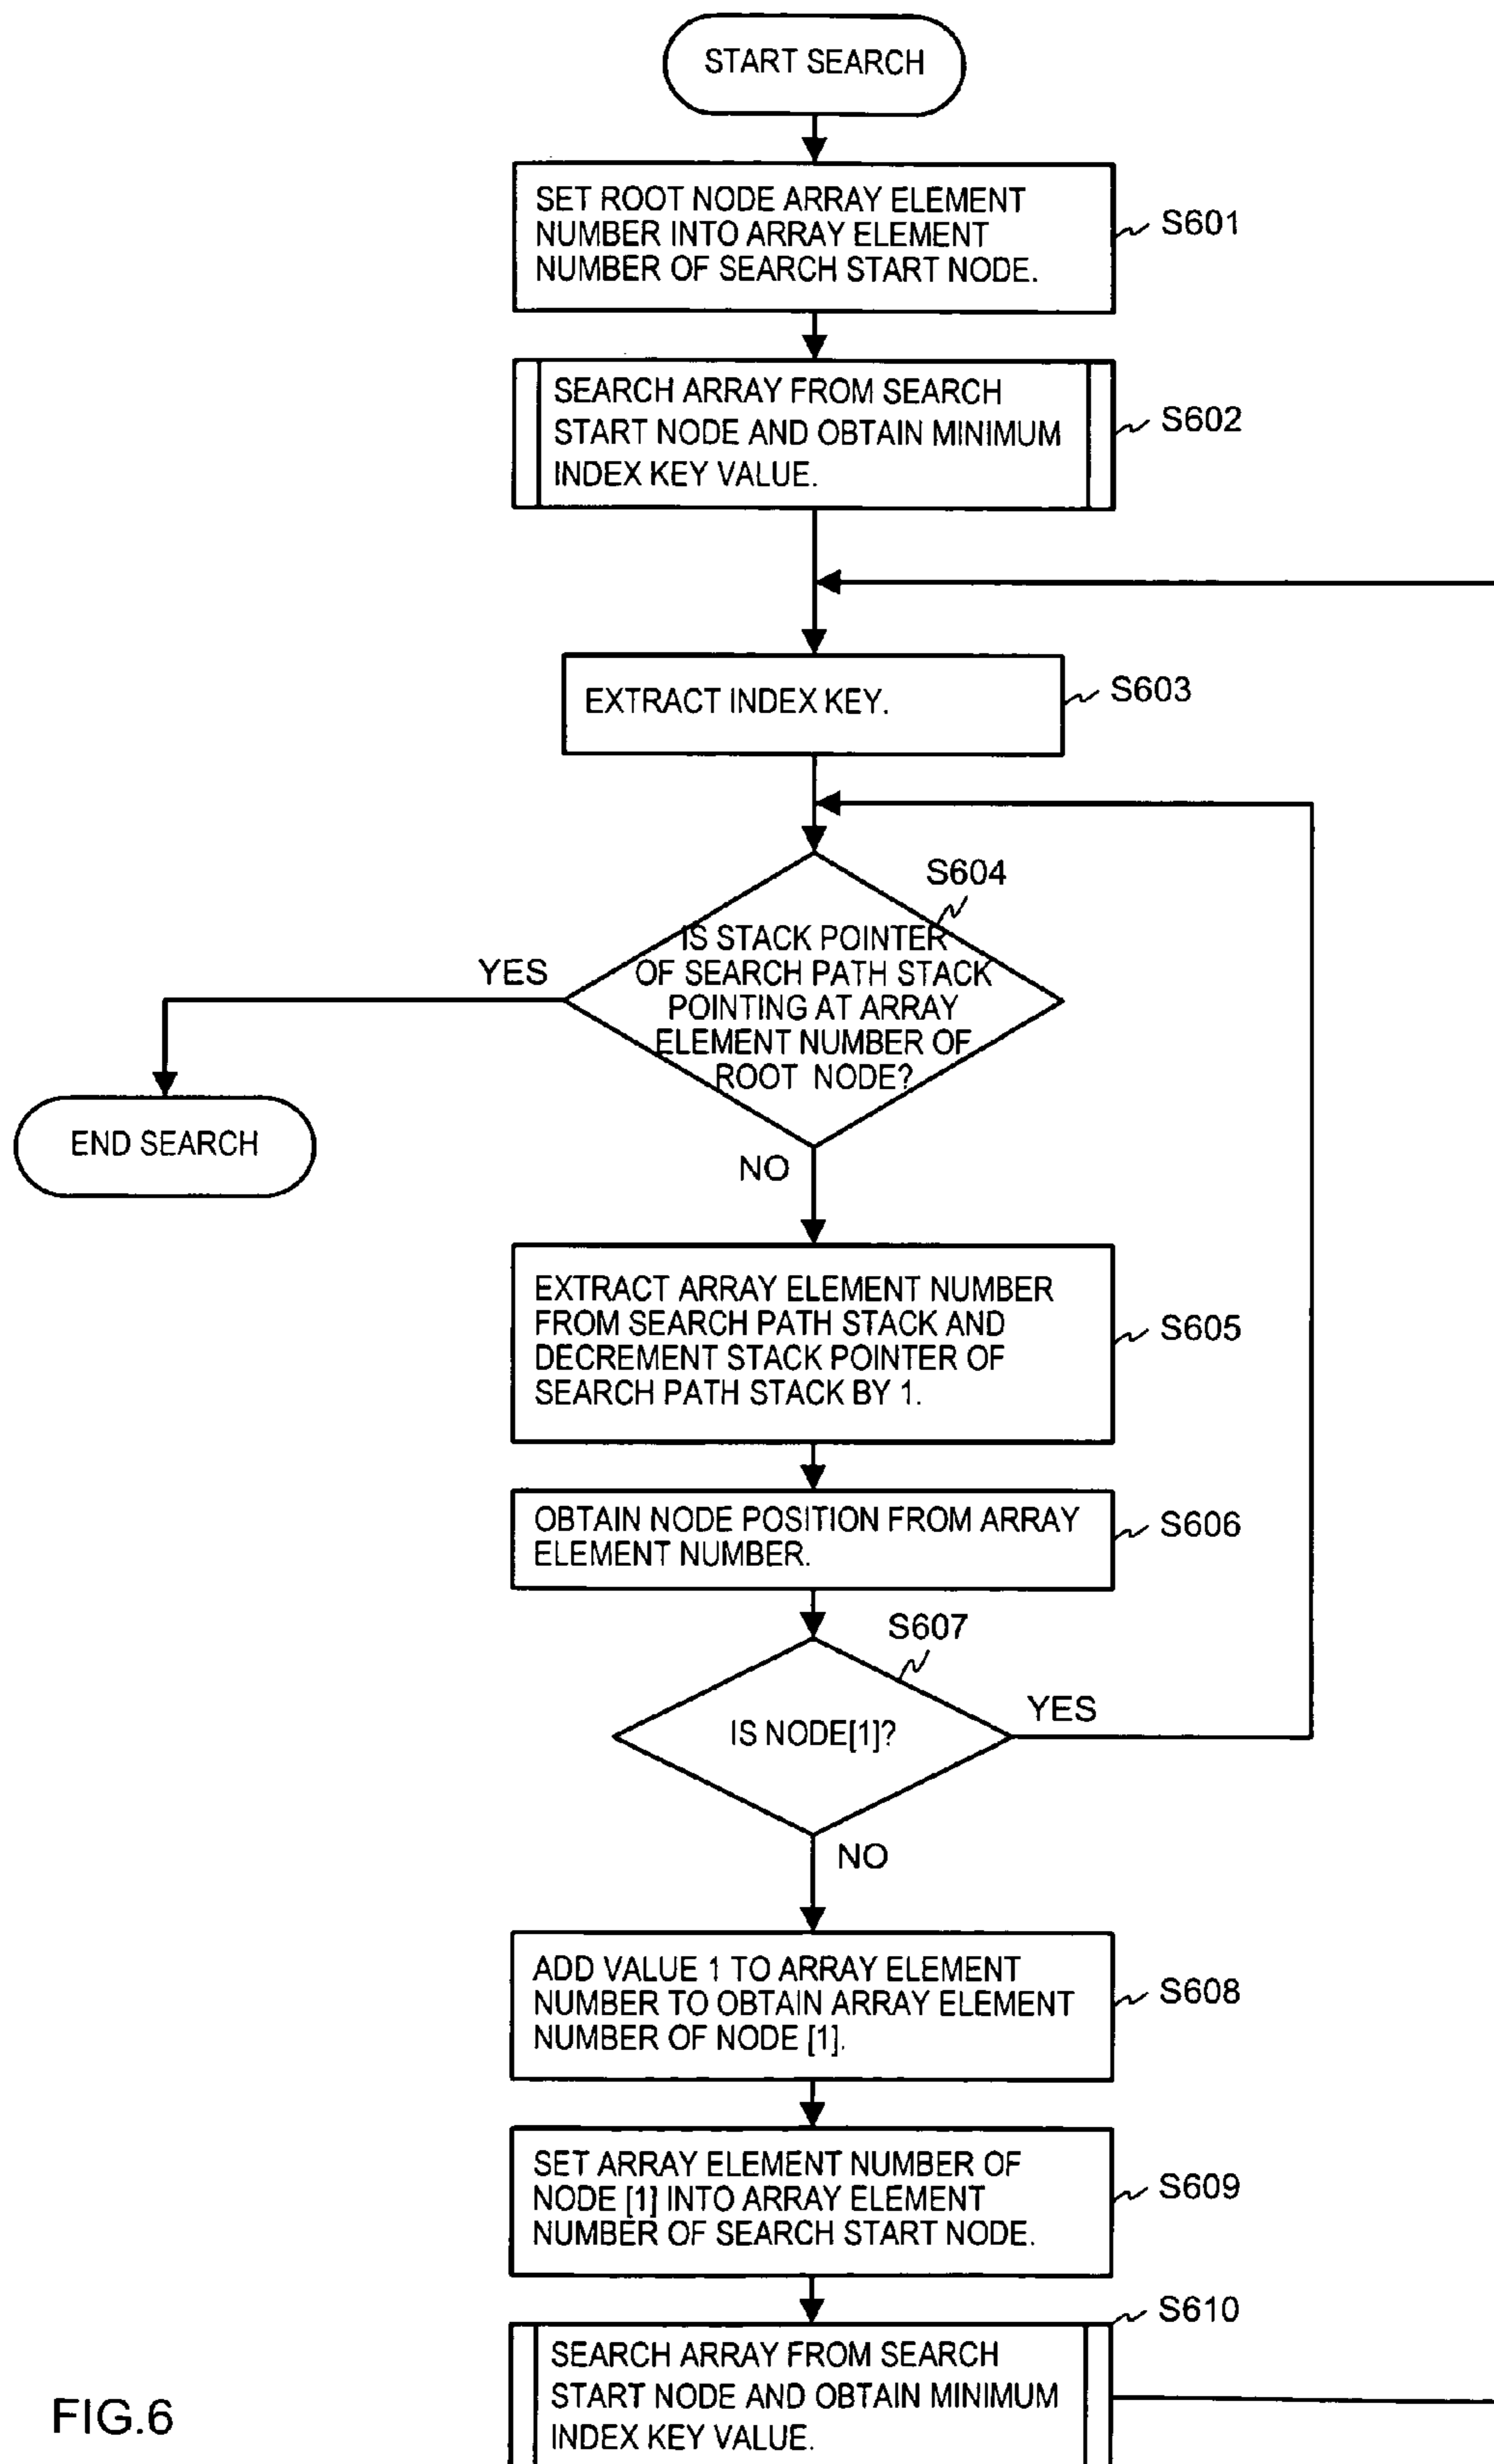 START SEARCH
SET ROOT NODE ARRAY ELEMENT
NUMBER INTO ARRAY ELEMENT
NUMBER OF SEARCH START NODE.
S601
SEARCH ARRAY FROM SEARCH
START NODE AND OBTAIN MINIMUM
INDEX KEY VALUE.
S602
EXTRACT INDEX KEY.
S603
S604
IS STACK POINTER
OF SEARCH PATH STACK
POINTING AT ARRAY
ELEMENT NUMBER OF
ROOT NODE?
YES
END SEARCH
NO
EXTRACT ARRAY ELEMENT NUMBER
FROM SEARCH PATH STACK AND
DECREMENT STACK POINTER OF
SEARCH PATH STACK BY 1.
S605
OBTAIN NODE POSITION FROM ARRAY
ELEMENT NUMBER.
S606
S607
IS NODE[1]?
YES
NO
ADD VALUE 1 TO ARRAY ELEMENT
NUMBER TO OBTAIN ARRAY ELEMENT
NUMBER OF NODE [1].
S608
SET ARRAY ELEMENT NUMBER OF
NODE [1] INTO ARRAY ELEMENT
NUMBER OF SEARCH START NODE.
S609
S610
SEARCH ARRAY FROM SEARCH
START NODE AND OBTAIN MINIMUM
INDEX KEY VALUE.
FIG.6